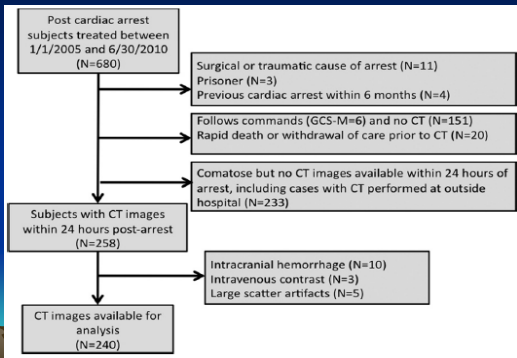 Post cardiac arrest
subjects treated between
1/1/2005 and 6/30/2010
(N=680)
Surgical or traumatic cause of arrest (N=11)
Prisoner (N=3)
Previous cardiac arrest within 6 months (N=4)
Follows commands (GCS-M=6) and no CT (N=151)
Rapid death or withdrawal of care prior to CT (N=20)
Comatose but no CT images available within 24 hours of
arrest, including cases with CT performed at outside
hospital (N=233)
Subjects with CT images
within 24 hours post-arrest
(N=258)
Intracranial hemorrhage (N=10)
Intravenous contrast (N=3)
Large scatter artifacts (N=5)
CT images available for
analysis
(N=240)